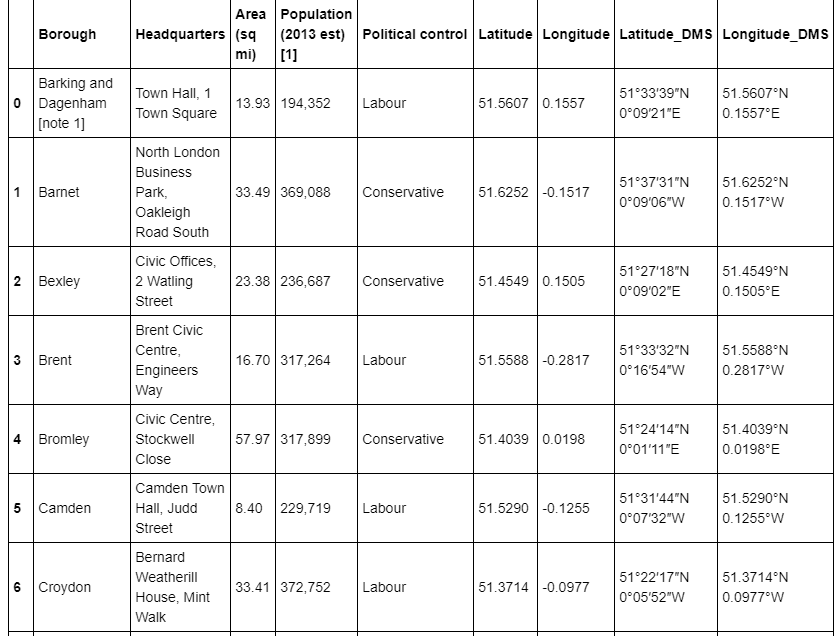 Borough Headquarters Area (sq mi) Population (2013 est) [1] Political control Latitude Longitude Latitude_DMS Longitude_DMS
0 Barking and Dagenham [note 1] Town Hall, 1 Town Square 13.93 194,352 Labour 51.5607 0.1557 51°33′39″N 0°09′21″E 51.5607°N 0.1557°E
1 Barnet North London Business Park, Oakleigh Road South 33.49 369,088 Conservative 51.6252 -0.1517 51°37′31″N 0°09′06″W 51.6252°N 0.1517°W
2 Bexley Civic Offices, 2 Watling Street 23.38 236,687 Conservative 51.4549 0.1505 51°27′18″N 0°09′02″E 51.4549°N 0.1505°E
3 Brent Brent Civic Centre, Engineers Way 16.70 317,264 Labour 51.5588 -0.2817 51°33′32″N 0°16′54″W 51.5588°N 0.2817°W
4 Bromley Civic Centre, Stockwell Close 57.97 317,899 Conservative 51.4039 0.0198 51°24′14″N 0°01′11″E 51.4039°N 0.0198°E
5 Camden Camden Town Hall, Judd Street 8.40 229,719 Labour 51.5290 -0.1255 51°31′44″N 0°07′32″W 51.5290°N 0.1255°W
6 Croydon Bernard Weatherill House, Mint Walk 33.41 372,752 Labour 51.3714 -0.0977 51°22′17″N 0°05′52″W 51.3714°N 0.0977°W